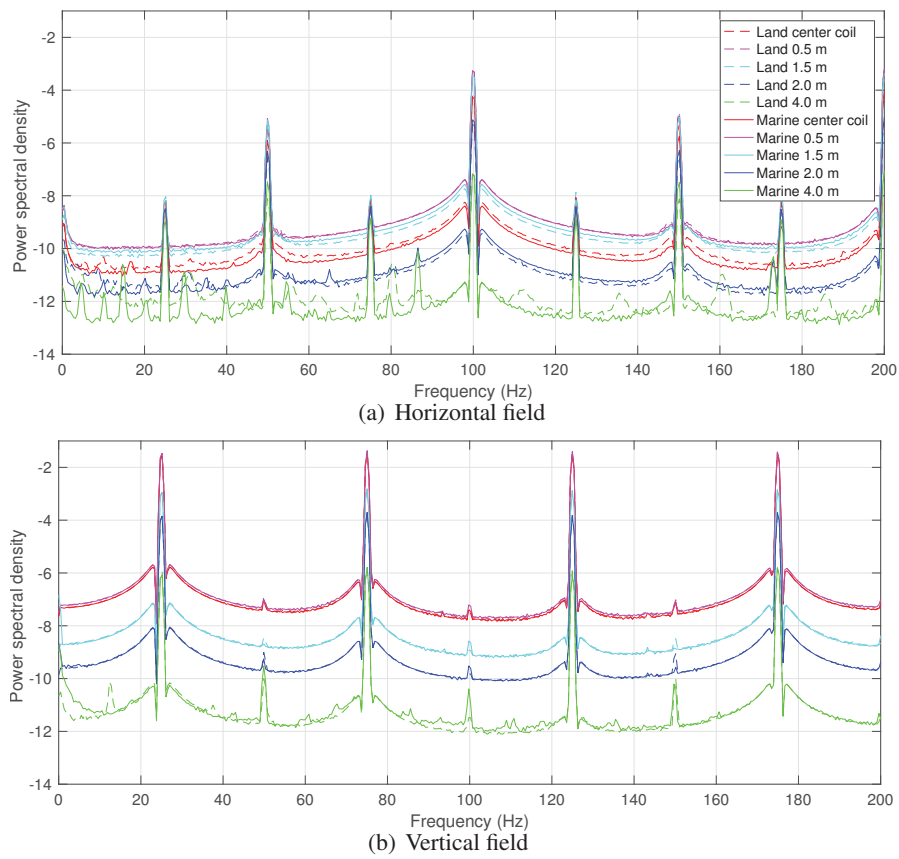 -2
-4
-6
-8
-10
-12
-14
Power spectral density
0 20 40 60 80 100 120 140 160 180 200
Frequency (Hz)
Land center coil
Land 0.5 m
Land 1.5 m
Land 2.0 m
Land 4.0 m
Marine center coil
Marine 0.5 m
Marine 1.5 m
Marine 2.0 m
Marine 4.0 m
(a) Horizontal field
-2
-4
-6
-8
-10
-12
-14
Power spectral density
0 20 40 60 80 100 120 140 160 180 200
Frequency (Hz)
(b) Vertical field